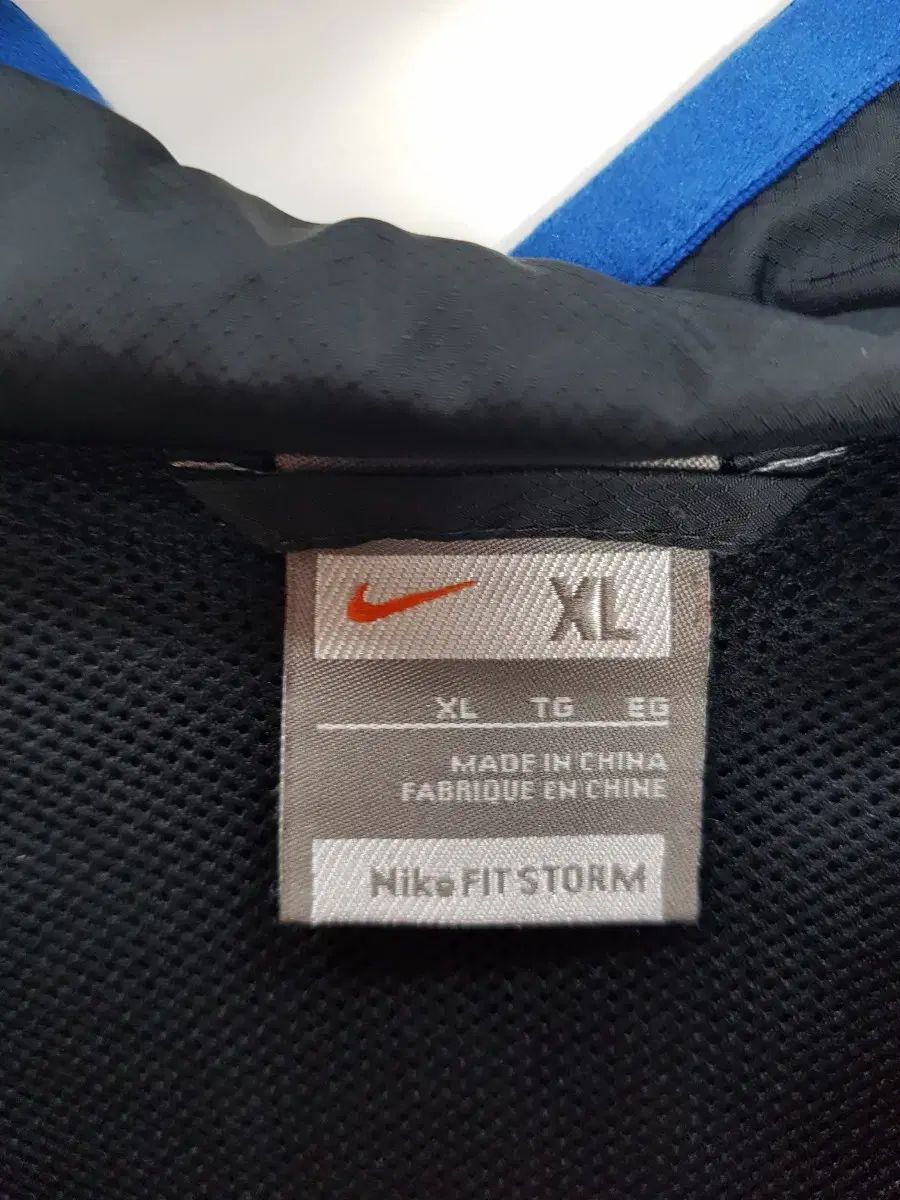 XL
XL TG EG
MADE IN CHINA
FABRIQUE EN CHINE
Nike FIT STORM